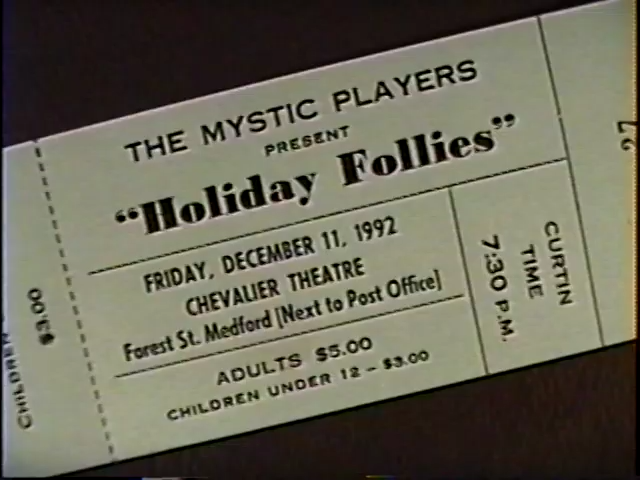 THE MYSTIC PLAYERS
PRESENT
“Holiday Follies”
FRIDAY, DECEMBER 11, 1992
CHEVALIER THEATRE
Forest St. Medford [Next to Post Office]
ADULTS $5.00
CHILDREN UNDER 12 – $3.00
CURTIN
TIME
7:30 P.M.
$3.00
CHILDREN
27